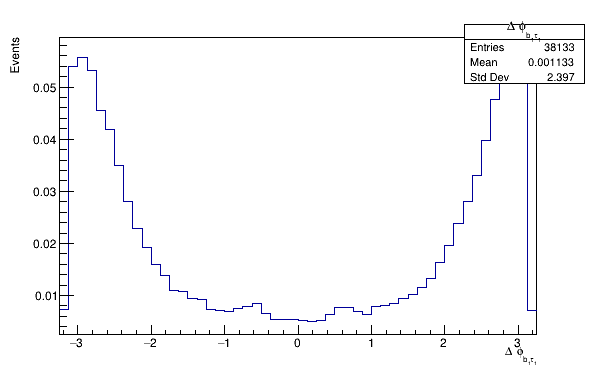 Δ ϕ_{b₁τ₁}
Entries 38133
Mean 0.001133
Std Dev 2.397
Events
0.05
0.04
0.03
0.02
0.01
−3 −2 −1 0 1 2 3
Δ ϕ_{b₁τ₁}